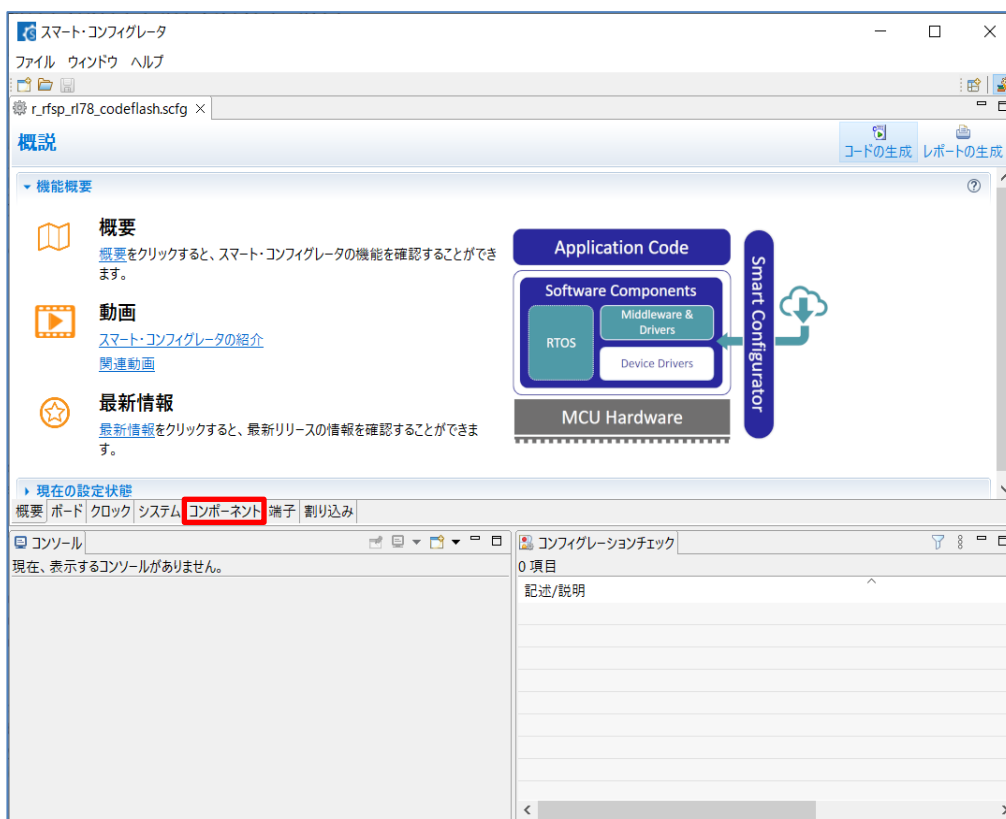 スマート・コンフィグレータ
ファイル ウィンドウ ヘルプ
r_rfsp_rl78_codeflash.scfg
概説
コードの生成 レポートの生成
機能概要
概要
概要をクリックすると、スマート・コンフィグレータの機能を確認することができ
ます。
動画
スマート・コンフィグレータの紹介
関連動画
最新情報
最新情報をクリックすると、最新リリースの情報を確認することができま
す。
Application Code
Software Components
RTOS
Middleware &
Drivers
Device Drivers
MCU Hardware
Smart Configurator
現在の設定状態
概要 ボード クロック システム コンポーネント 端子 割り込み
コンソール
現在、表示するコンソールがありません。
コンフィグレーションチェック
0 項目
記述/説明